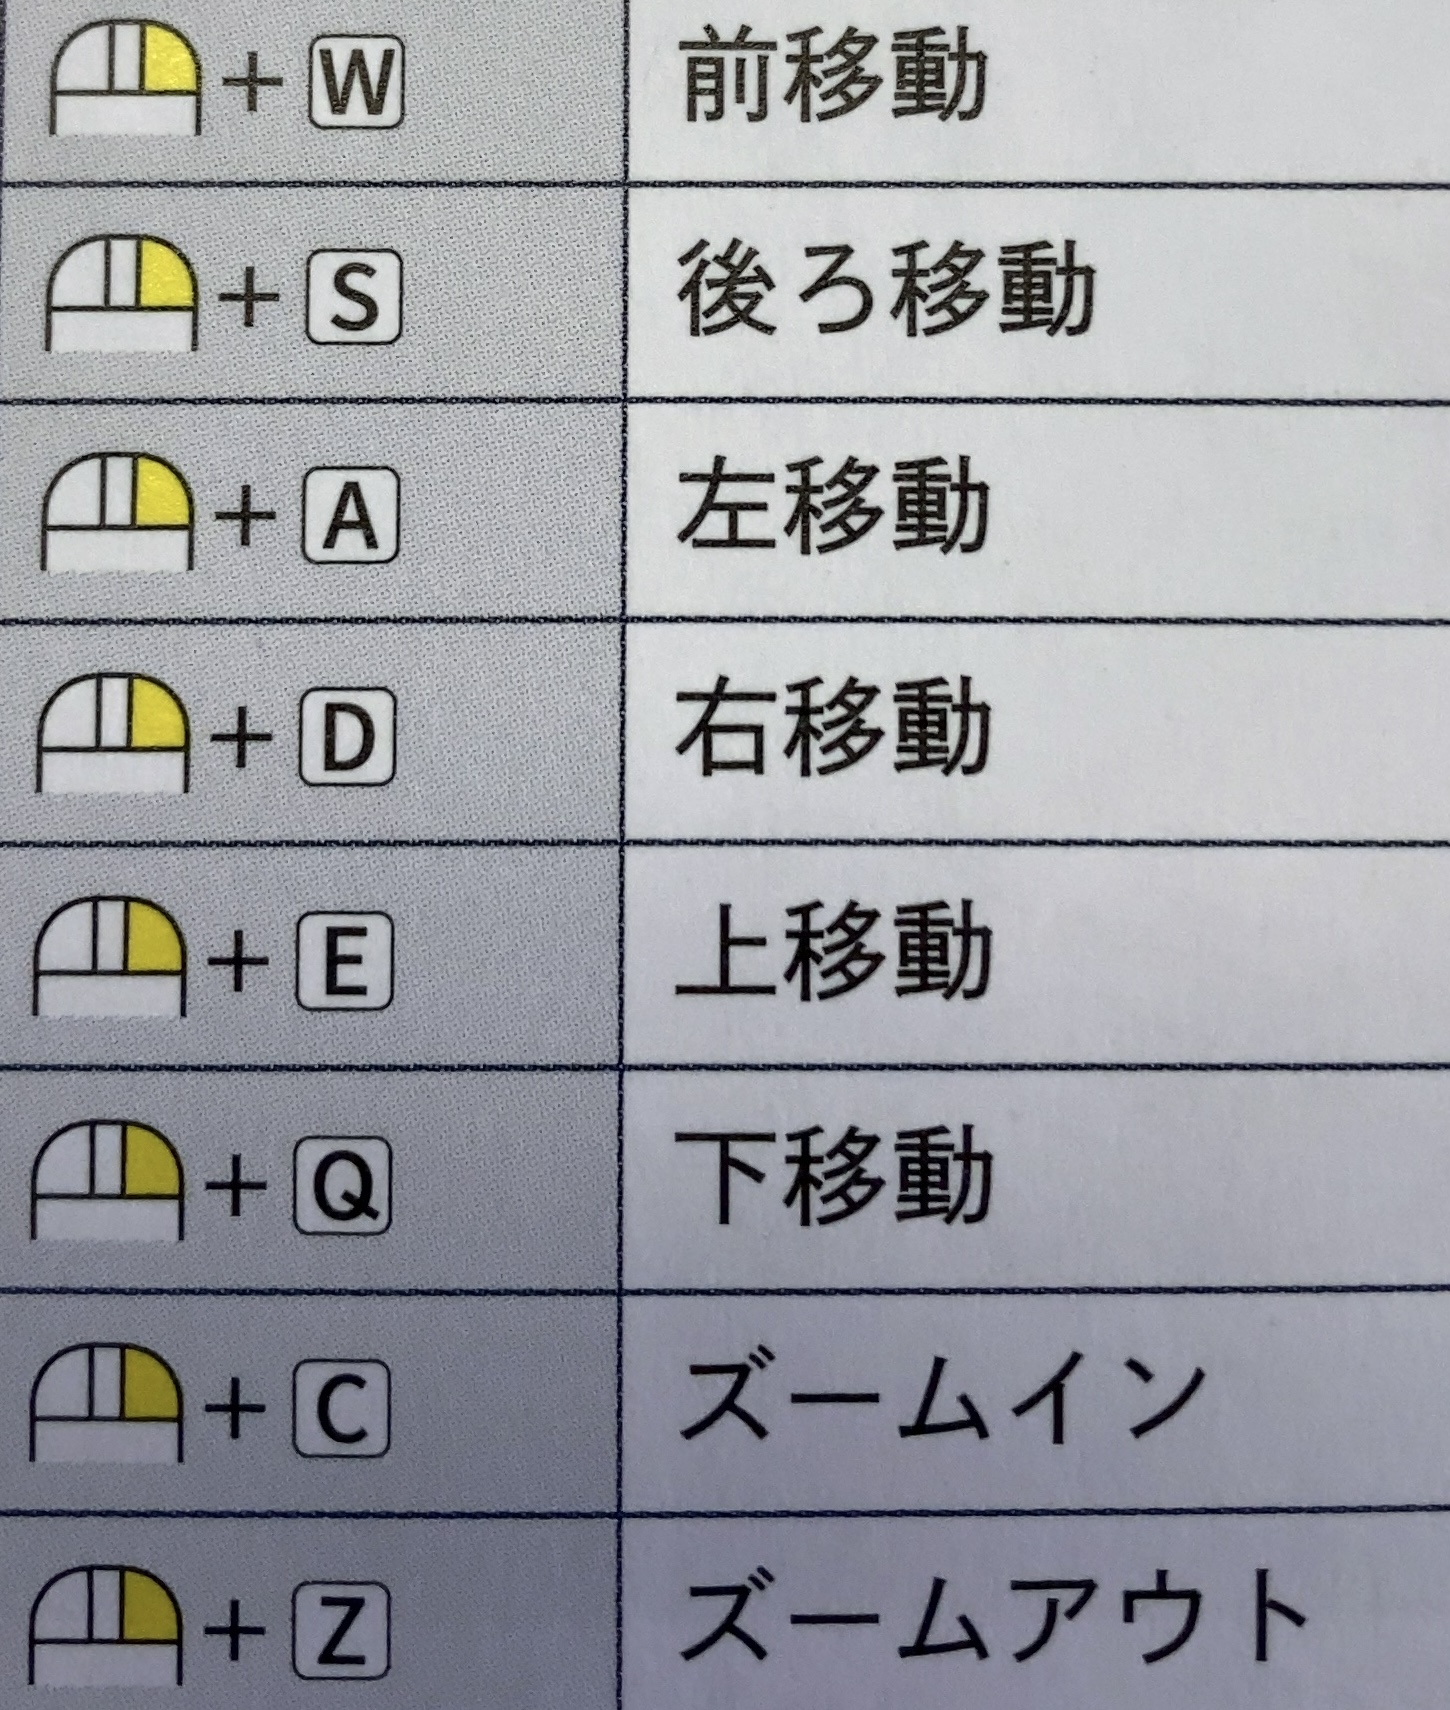 + W 前移動
+ S 後ろ移動
+ A 左移動
+ D 右移動
+ E 上移動
+ Q 下移動
+ C ズームイン
+ Z ズームアウト